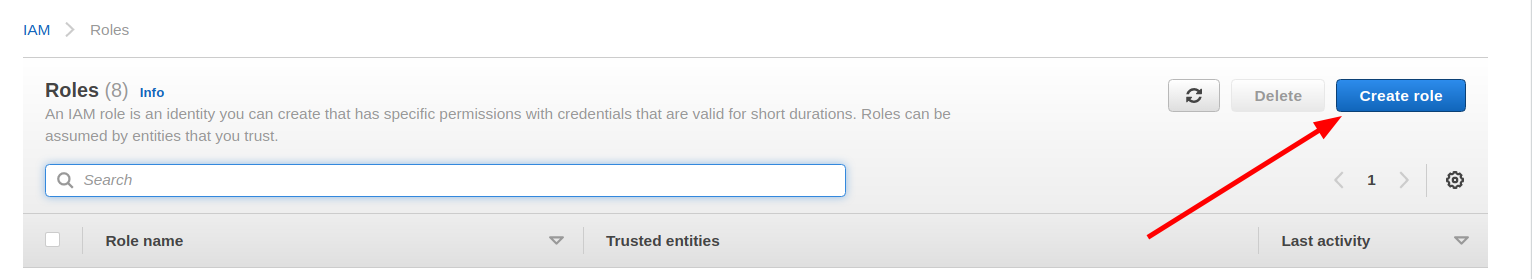 IAM Roles
Roles (8) Info
An IAM role is an identity you can create that has specific permissions with credentials that are valid for short durations. Roles can be
assumed by entities that you trust.
Delete
Create role
Search
1
Role name
Trusted entities
Last activity